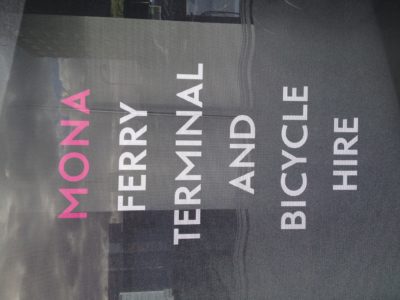 MONA
FERRY
TERMINAL
AND
BICYCLE
HIRE